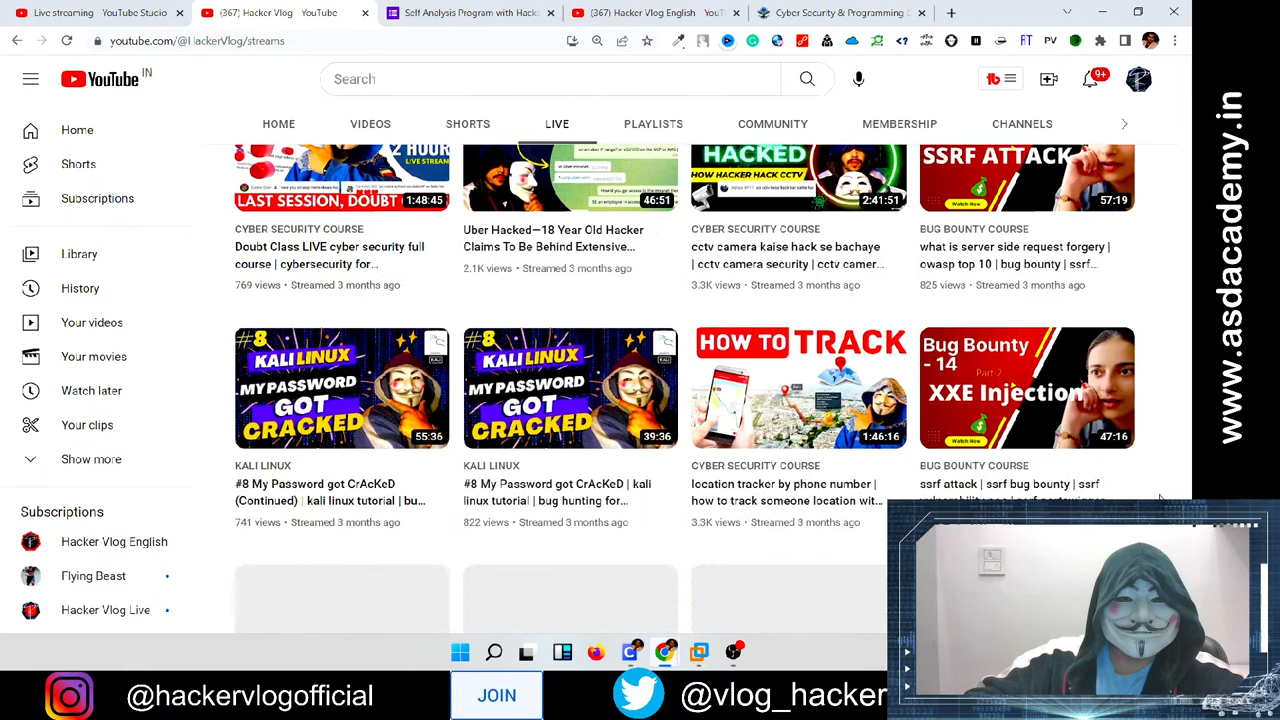 Live streaming - YouTube Studio
(367) Hacker Vlog - YouTube
Self Analysis Program with Hack
(367) Hacker Vlog English - YouT
Cyber Security & Programming C
youtube.com/@HackerVlog/streams
YouTube IN
Search
9+
HOME
VIDEOS
SHORTS
LIVE
PLAYLISTS
COMMUNITY
MEMBERSHIP
CHANNELS
Home
Shorts
Subscriptions
Library
History
Your videos
Your movies
Watch later
Your clips
Show more
Subscriptions
Hacker Vlog English
Flying Beast
Hacker Vlog Live
2 HOUR
LIVE STREAM
LAST SESSION, DOUBT
1:48:45
46:51
HACKED
HOW HACKER HACK CCTV
2:41:51
SSRF ATTACK
Watch Now
57:19
CYBER SECURITY COURSE
Doubt Class LIVE cyber security full
course | cybersecurity for...
769 views • Streamed 3 months ago
Uber Hacked—18 Year Old Hacker
Claims To Be Behind Extensive...
2.1K views • Streamed 3 months ago
CYBER SECURITY COURSE
cctv camera kaise hack se bachaye
| cctv camera security | cctv camer...
3.3K views • Streamed 3 months ago
BUG BOUNTY COURSE
what is server side request forgery |
owasp top 10 | bug bounty | ssrf...
825 views • Streamed 3 months ago
#8
KALI LINUX
MY PASSWORD
GOT
CRACKED
KALI
55:36
#8
KALI LINUX
MY PASSWORD
GOT
CRACKED
KALI
39:36
HOW TO TRACK
1:46:16
Bug Bounty
- 14
Part 2
XXE Injection
Watch Now
47:16
KALI LINUX
#8 My Password got CrAcKeD
(Continued) | kali linux tutorial | bu...
741 views • Streamed 3 months ago
KALI LINUX
#8 My Password got CrAcKeD | kali
linux tutorial | bug hunting for...
822 views • Streamed 3 months ago
CYBER SECURITY COURSE
location tracker by phone number |
how to track someone location wit...
3.3K views • Streamed 3 months ago
BUG BOUNTY COURSE
ssrf attack | ssrf bug bounty | ssrf
www.asdacademy.in
@hackervlogofficial
JOIN
@vlog_hacker